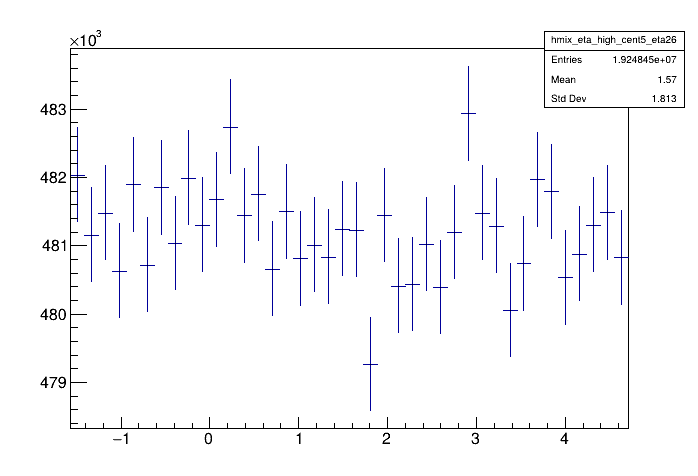 ×10³
hmix_eta_high_cent5_eta26
Entries 1.924845e+07
Mean 1.57
Std Dev 1.813
483
482
481
480
479
−1 0 1 2 3 4